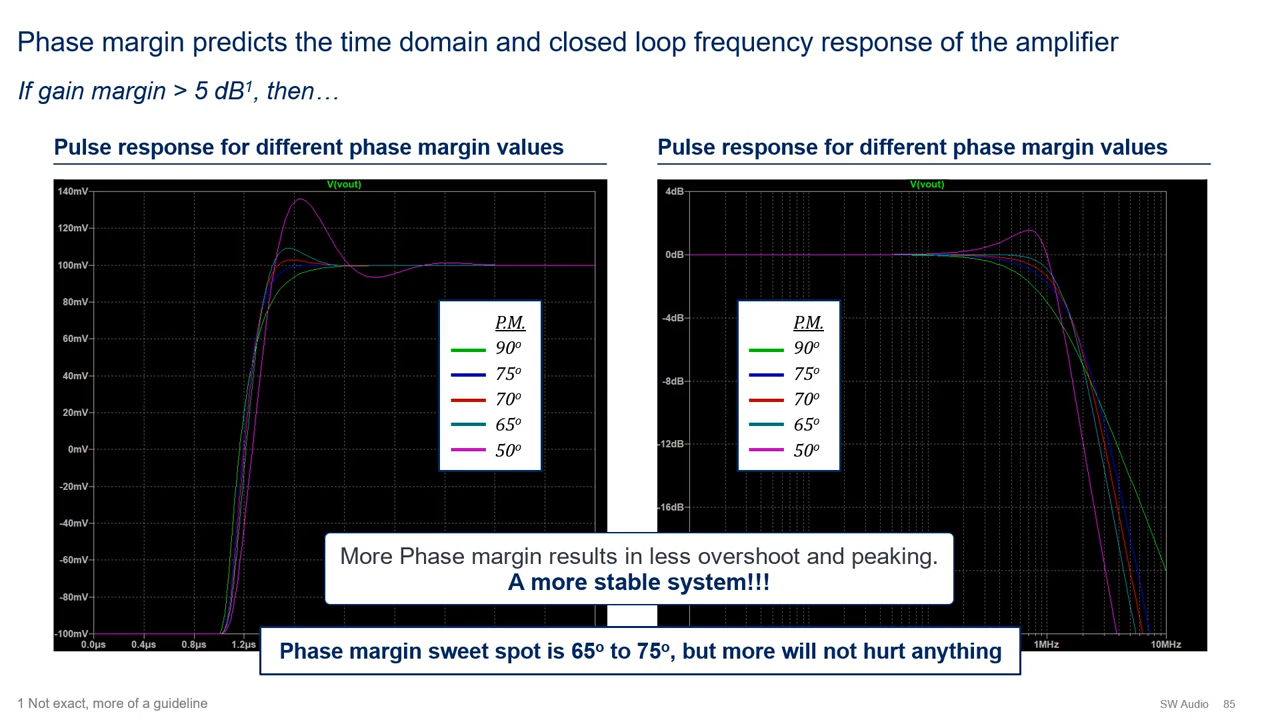 Phase margin predicts the time domain and closed loop frequency response of the amplifier
If gain margin > 5 dB¹, then…
Pulse response for different phase margin values
V(vout)
140mV
120mV
100mV
80mV
60mV
40mV
20mV
0mV
-20mV
-40mV
-60mV
-80mV
-100mV
0.0µs
0.4µs
0.8µs
1.2µs
P.M.
90º
75º
70º
65º
50º
Pulse response for different phase margin values
V(vout)
4dB
0dB
-4dB
-8dB
-12dB
-16dB
1MHz
10MHz
P.M.
90º
75º
70º
65º
50º
More Phase margin results in less overshoot and peaking.
A more stable system!!!
Phase margin sweet spot is 65º to 75º, but more will not hurt anything
1 Not exact, more of a guideline
SW Audio 85